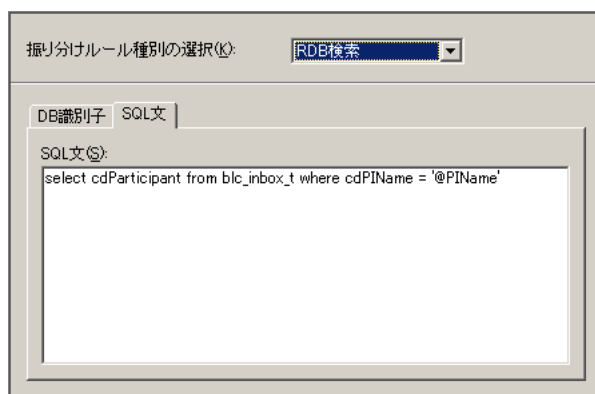 振り分けルール種別の選択(K): RDB検索
DB識別子 SQL文
SQL文(S):
select cdParticipant from blc_inbox_t where cdPIName = '@PIName'